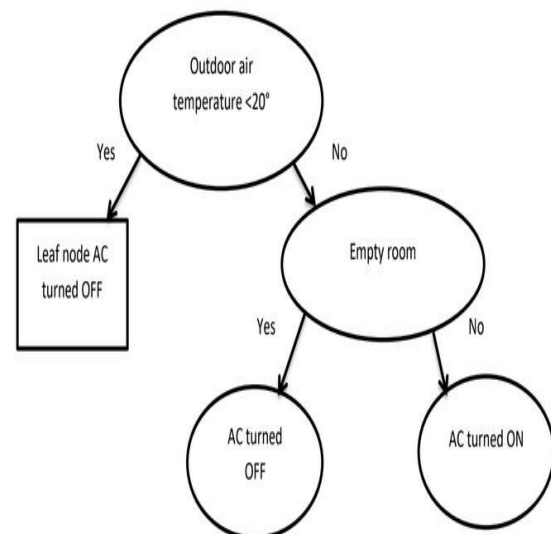 Outdoor air
temperature <20°
Yes
No
Leaf node AC
turned OFF
Empty room
Yes
No
AC turned
OFF
AC turned ON